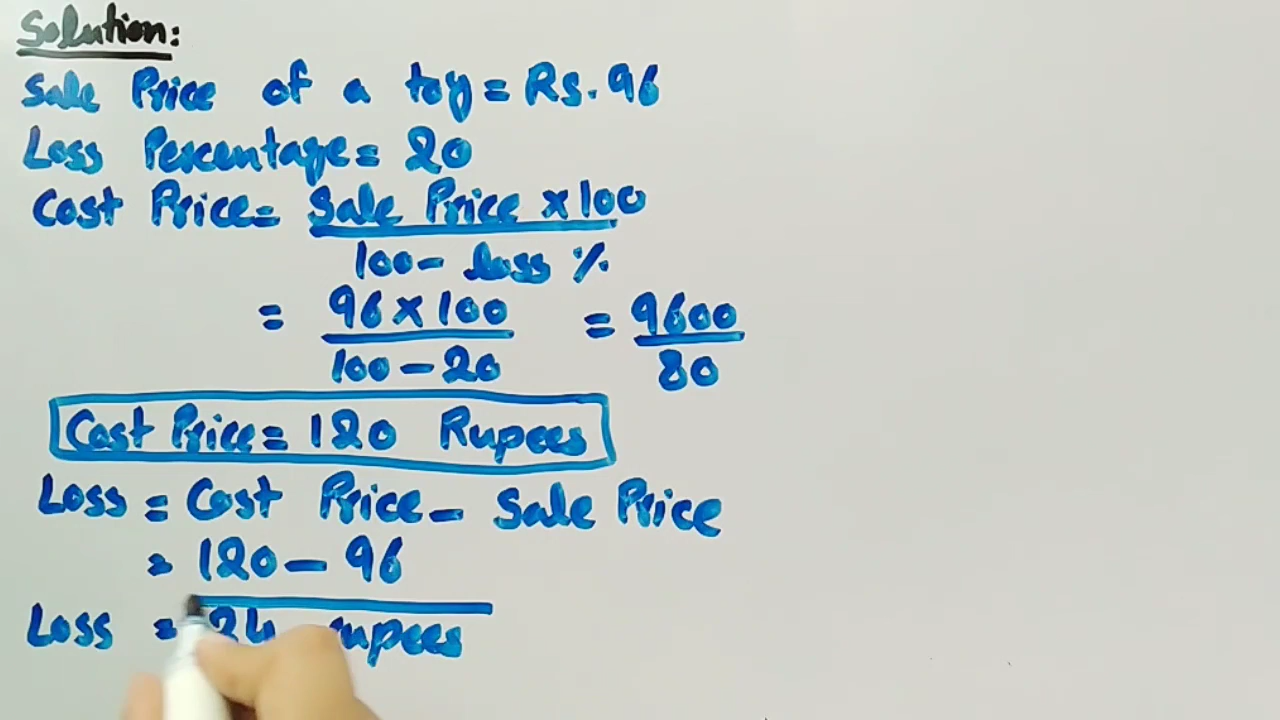 Solution:
Sale Price of a toy = Rs. 96
Loss Percentage = 20
Cost Price = Sale Price × 100
100 - loss %
= 96 × 100 = 9600
100 - 20 80
Cost Price = 120 Rupees
Loss = Cost Price - Sale Price
= 120 - 96
Loss = 24 rupees